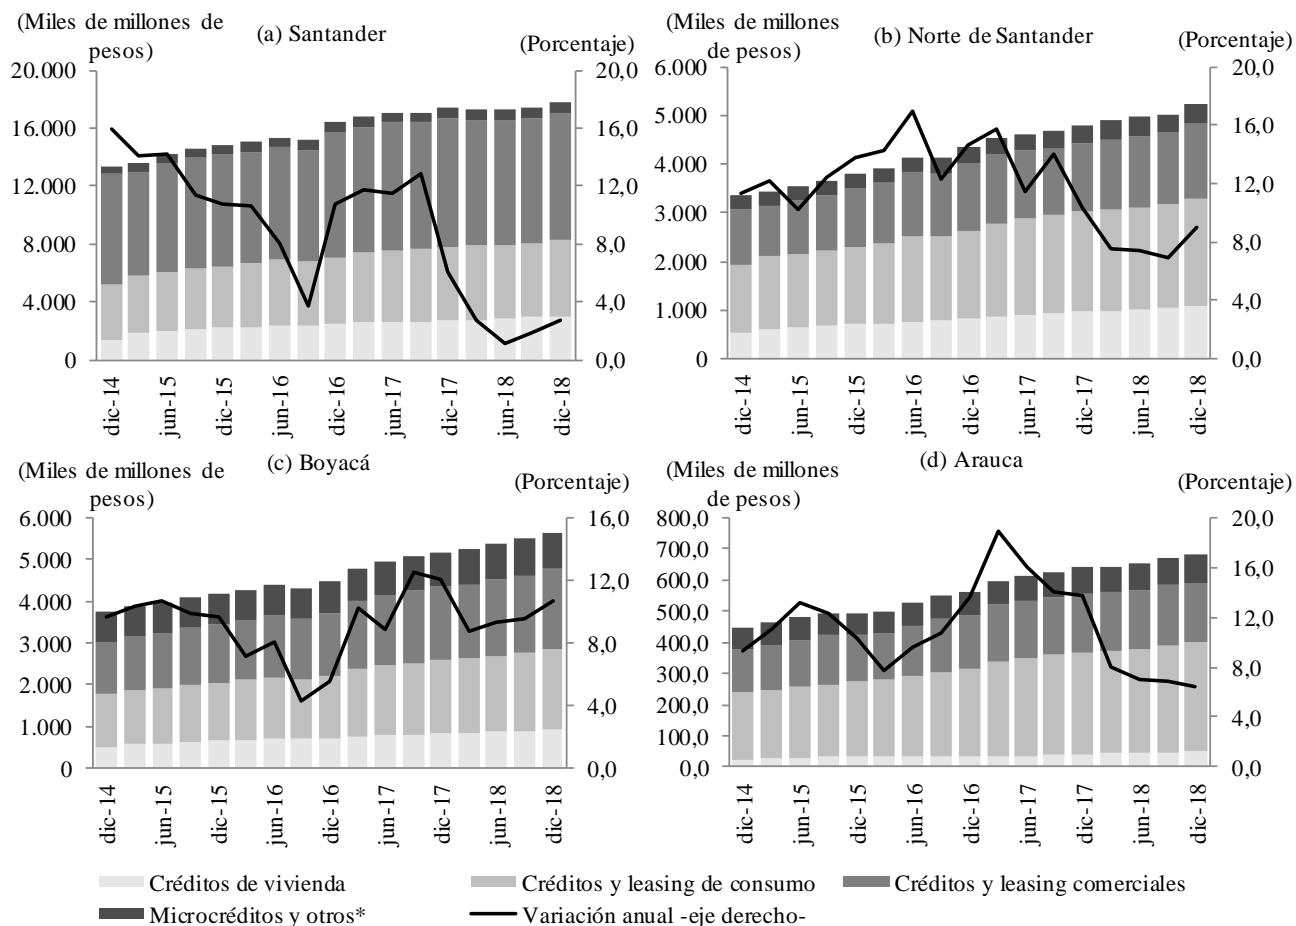 (Miles de millones de
pesos)
(a) Santander
(Porcentaje)
20.000
16.000
12.000
8.000
4.000
0
20,0
16,0
12,0
8,0
4,0
0,0
dic-14
jun-15
dic-15
jun-16
dic-16
jun-17
dic-17
jun-18
dic-18
(Miles de millones
de pesos)
(b) Norte de Santander
(Porcentaje)
6.000
5.000
4.000
3.000
2.000
1.000
0
20,0
16,0
12,0
8,0
4,0
0,0
dic-14
jun-15
dic-15
jun-16
dic-16
jun-17
dic-17
jun-18
dic-18
(Miles de millones de
pesos)
(c) Boyacá
(Porcentaje)
6.000
5.000
4.000
3.000
2.000
1.000
0
16,0
12,0
8,0
4,0
0,0
dic-14
jun-15
dic-15
jun-16
dic-16
jun-17
dic-17
jun-18
dic-18
(Miles de millones
de pesos)
(d) Arauca
(Porcentaje)
800,0
700,0
600,0
500,0
400,0
300,0
200,0
100,0
0,0
20,0
16,0
12,0
8,0
4,0
0,0
dic-14
jun-15
dic-15
jun-16
dic-16
jun-17
dic-17
jun-18
dic-18
Créditos de vivienda
Créditos y leasing de consumo
Créditos y leasing comerciales
Microcréditos y otros*
Variación anual -eje derecho-